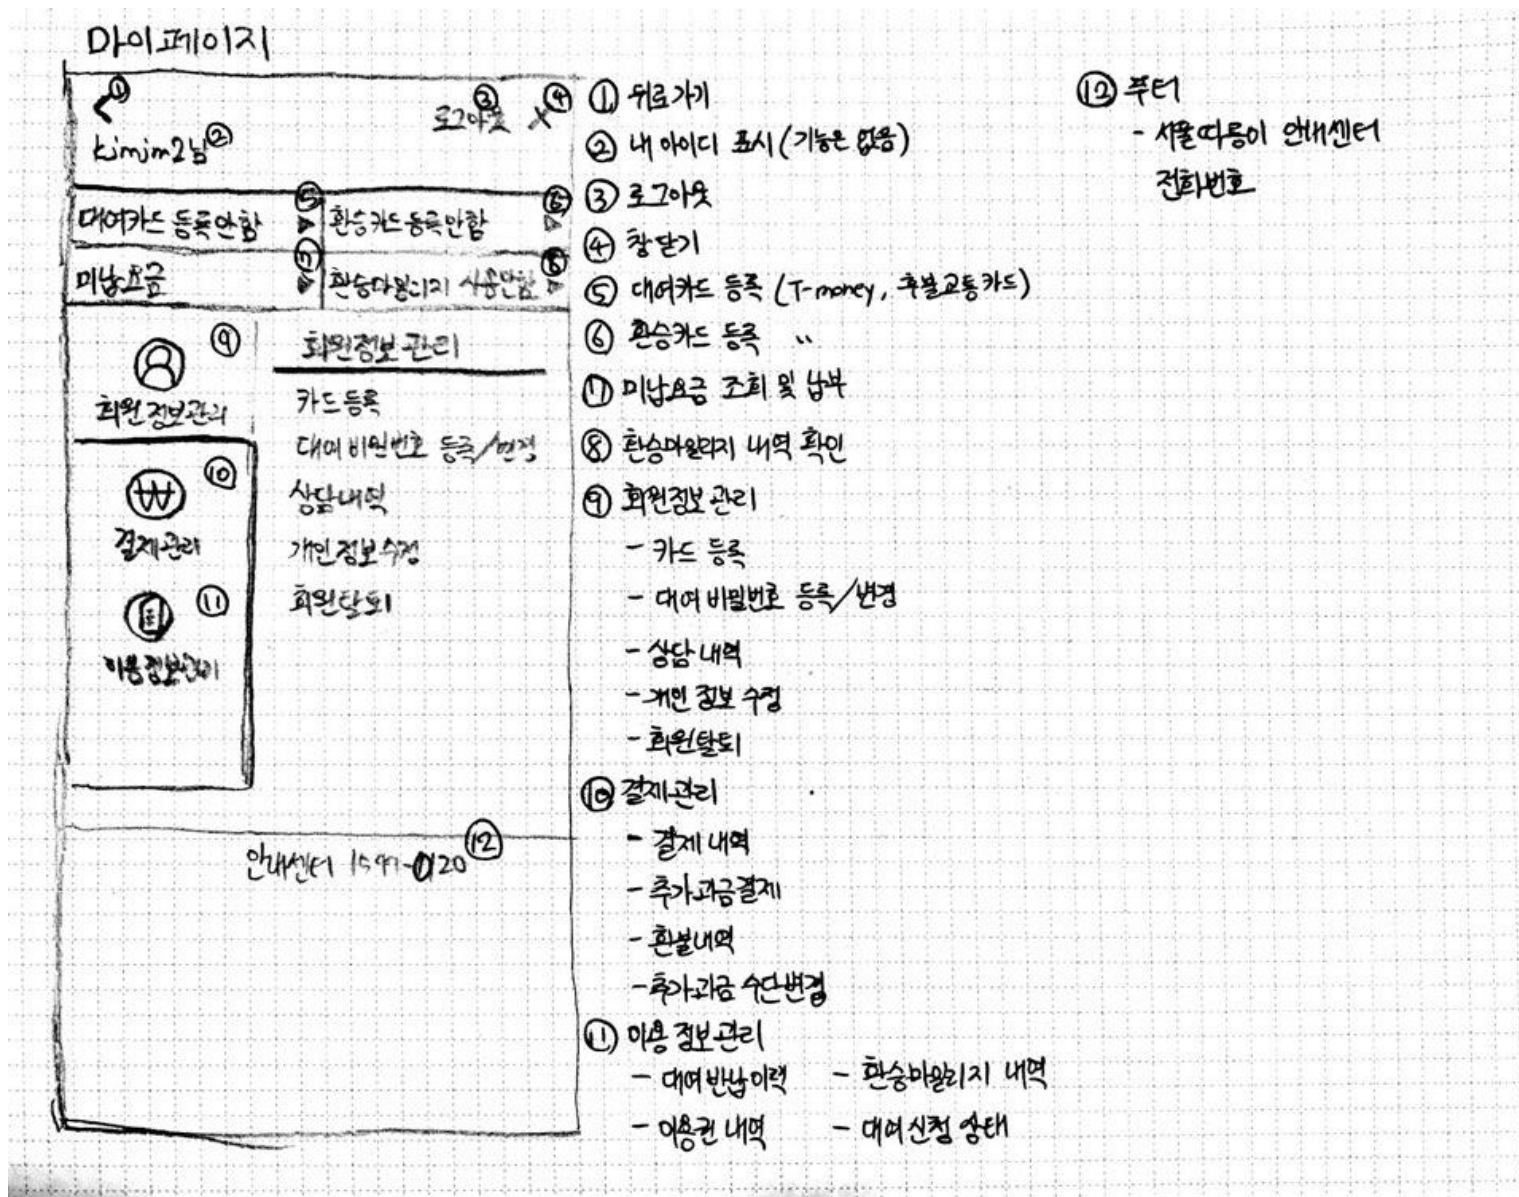 마이페이지
< ①
로그아웃 ③ X ④
kimjm2님 ②
대여카드 등록안함 ⑤ 환승카드 등록안함 ⑥
미납요금 ⑦ 환승마일리지 사용안함 ⑧
⑨
회원정보관리
⑩
₩
결제관리
⑪
이용정보관리
회원정보관리
카드등록
대여 비밀번호 등록/변경
상담내역
개인정보수정
회원탈퇴
⑫
안내센터 1599-0120
① 뒤로가기
② 내 아이디 표시 (기능은 없음)
③ 로그아웃
④ 창닫기
⑤ 대여카드 등록 (T-money, 후불교통카드)
⑥ 환승카드 등록 〃
⑦ 미납요금 조회 및 납부
⑧ 환승마일리지 내역 확인
⑨ 회원정보관리
- 카드 등록
- 대여 비밀번호 등록/변경
- 상담 내역
- 개인 정보 수정
- 회원탈퇴
⑩ 결제관리
- 결제 내역
- 추가과금결제
- 환불내역
- 추가과금 수단변경
⑪ 이용정보관리
- 대여반납이력 - 환승마일리지 내역
- 이용권 내역 - 대여신청 상태
⑫ 푸터
- 서울따릉이 안내센터
전화번호